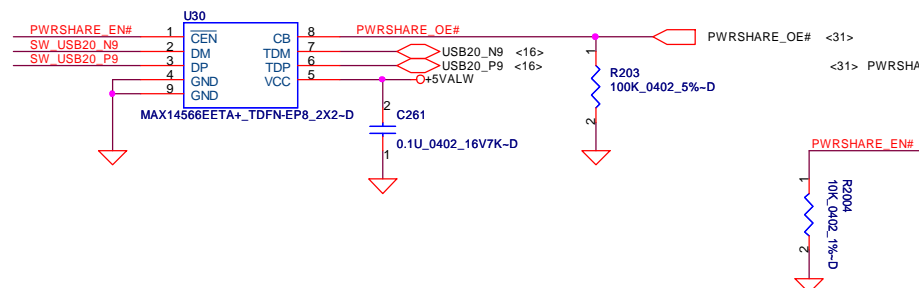 U30
PWRSHARE_EN# 1 CEN CB 8 PWRSHARE_OE# PWRSHARE_OE# <31>
SW_USB20_N9 2 DM TDM 7 USB20_N9 <16>
SW_USB20_P9 3 DP TDP 6 USB20_P9 <16> <31> PWRSHA
4 GND VCC 5 +5VALW
9 GND
MAX14566EETA+_TDFN-EP8_2X2~D
1
R203
100K_0402_5%~D
2
2
C261
0.1U_0402_16V7K~D
1
PWRSHARE_EN#
1
R2004
10K_0402_1%~D
2